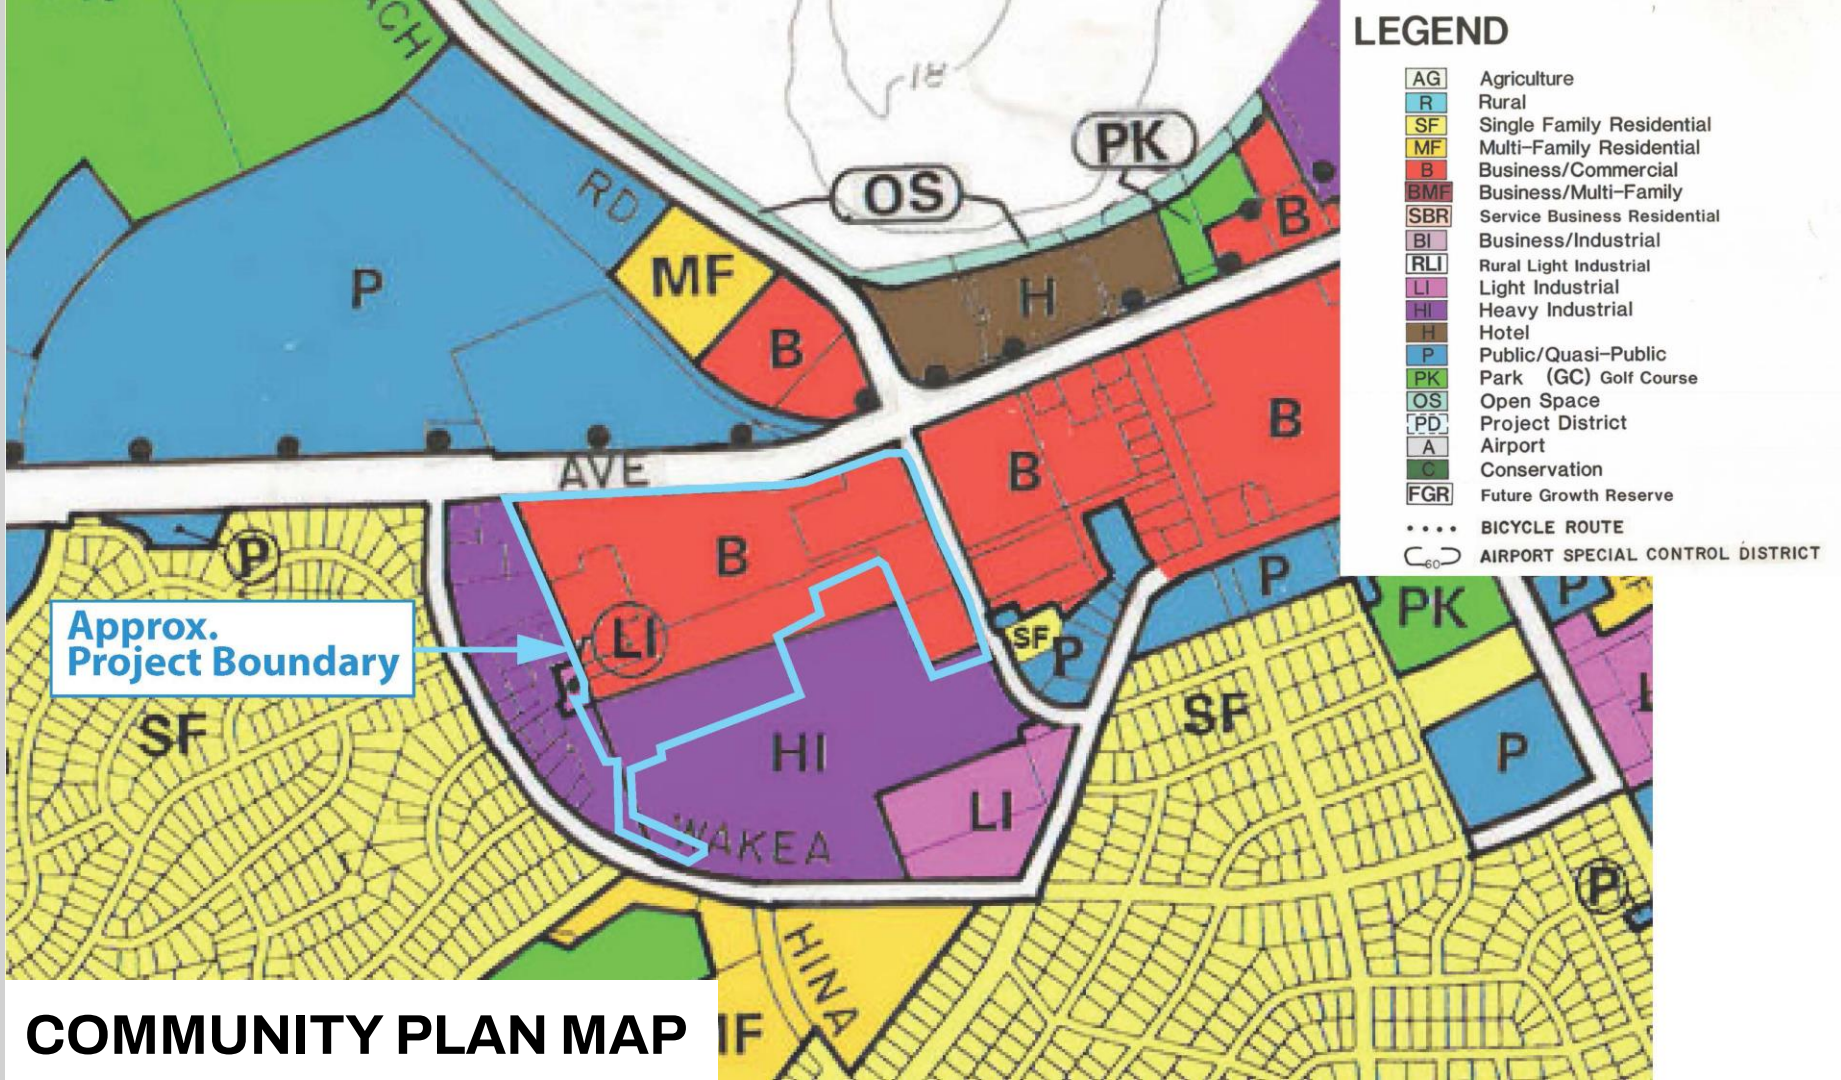 ACH
18
LEGEND
AG Agriculture
R Rural
SF Single Family Residential
MF Multi-Family Residential
B Business/Commercial
BMF Business/Multi-Family
SBR Service Business Residential
BI Business/Industrial
RLI Rural Light Industrial
LI Light Industrial
HI Heavy Industrial
H Hotel
P Public/Quasi-Public
PK Park (GC) Golf Course
OS Open Space
PD Project District
A Airport
C Conservation
FGR Future Growth Reserve
BICYCLE ROUTE
60 AIRPORT SPECIAL CONTROL DISTRICT
PK
OS
RD
B
MF
P
H
B
B
B
AVE
B
P
P
P
PK
LI
SF
P
Approx.
Project Boundary
SF
SF
HI
P
LI
WAKEA
P
HINA
COMMUNITY PLAN MAP